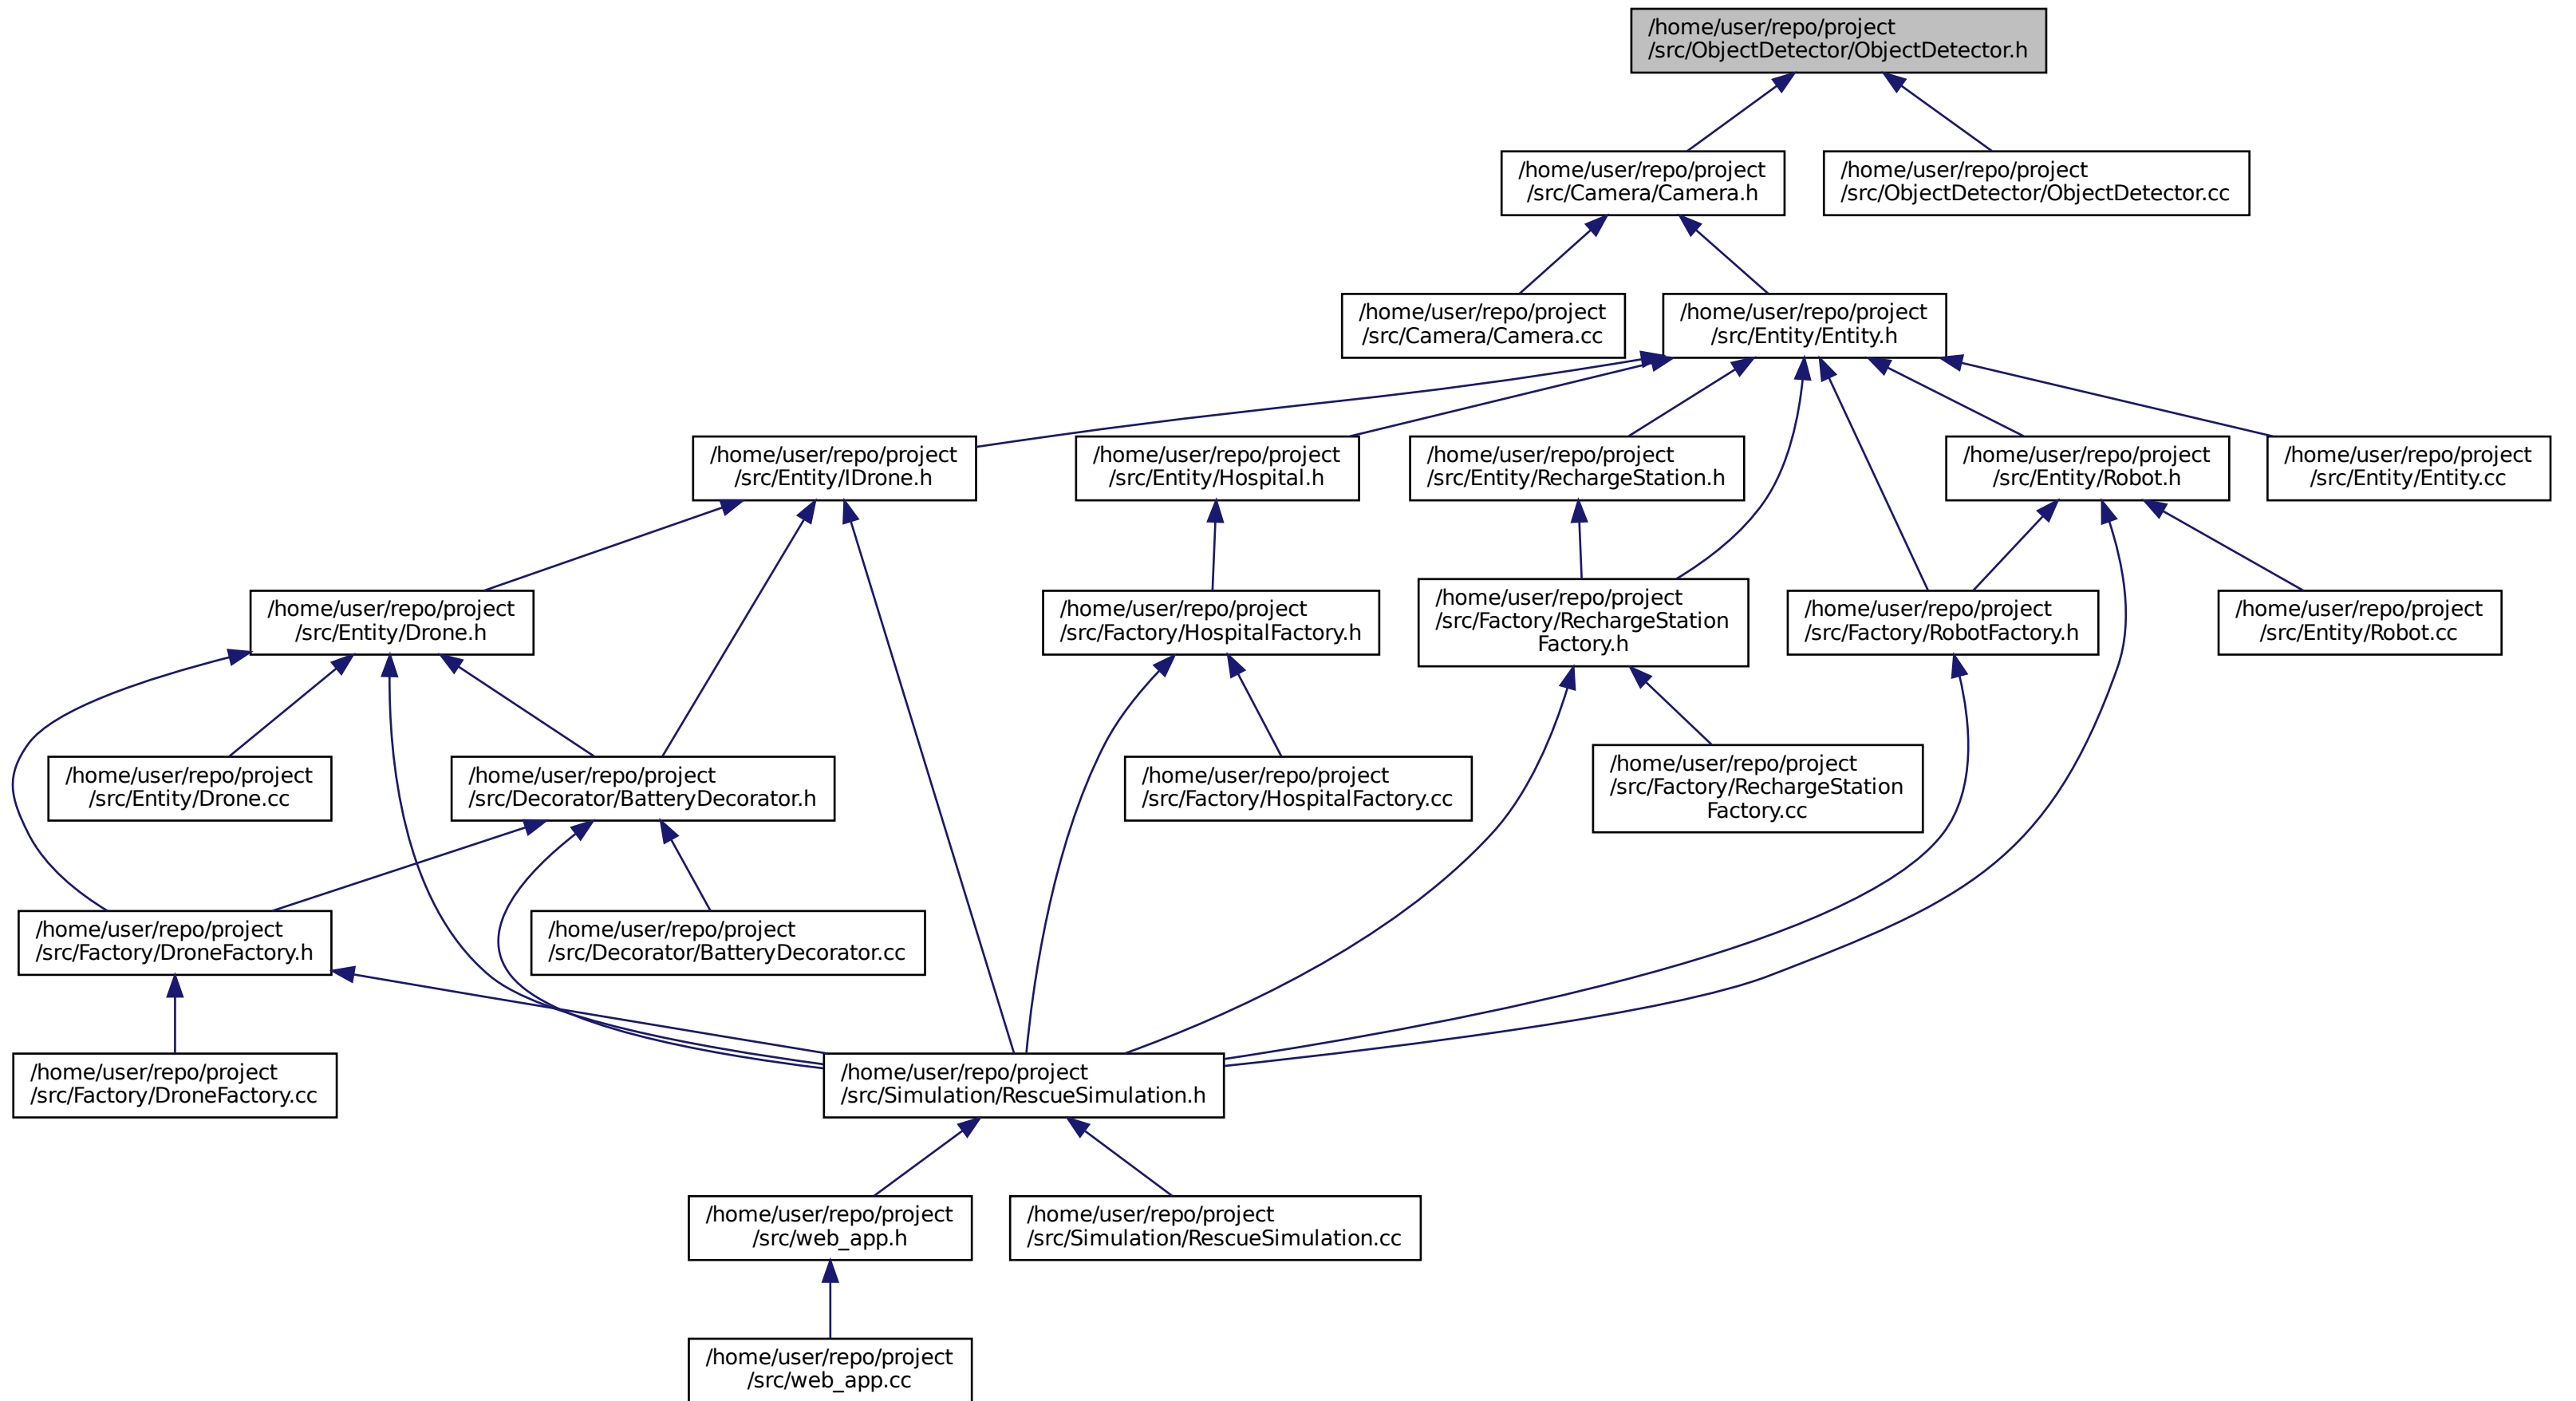 /home/user/repo/project
/src/ObjectDetector/ObjectDetector.h
/home/user/repo/project
/src/Camera/Camera.h
/home/user/repo/project
/src/ObjectDetector/ObjectDetector.cc
/home/user/repo/project
/src/Camera/Camera.cc
/home/user/repo/project
/src/Entity/Entity.h
/home/user/repo/project
/src/Entity/IDrone.h
/home/user/repo/project
/src/Entity/Hospital.h
/home/user/repo/project
/src/Entity/RechargeStation.h
/home/user/repo/project
/src/Entity/Robot.h
/home/user/repo/project
/src/Entity/Entity.cc
/home/user/repo/project
/src/Entity/Drone.h
/home/user/repo/project
/src/Factory/HospitalFactory.h
/home/user/repo/project
/src/Factory/RechargeStation
Factory.h
/home/user/repo/project
/src/Factory/RobotFactory.h
/home/user/repo/project
/src/Entity/Robot.cc
/home/user/repo/project
/src/Entity/Drone.cc
/home/user/repo/project
/src/Decorator/BatteryDecorator.h
/home/user/repo/project
/src/Factory/HospitalFactory.cc
/home/user/repo/project
/src/Factory/RechargeStation
Factory.cc
/home/user/repo/project
/src/Factory/DroneFactory.h
/home/user/repo/project
/src/Decorator/BatteryDecorator.cc
/home/user/repo/project
/src/Factory/DroneFactory.cc
/home/user/repo/project
/src/Simulation/RescueSimulation.h
/home/user/repo/project
/src/web_app.h
/home/user/repo/project
/src/Simulation/RescueSimulation.cc
/home/user/repo/project
/src/web_app.cc